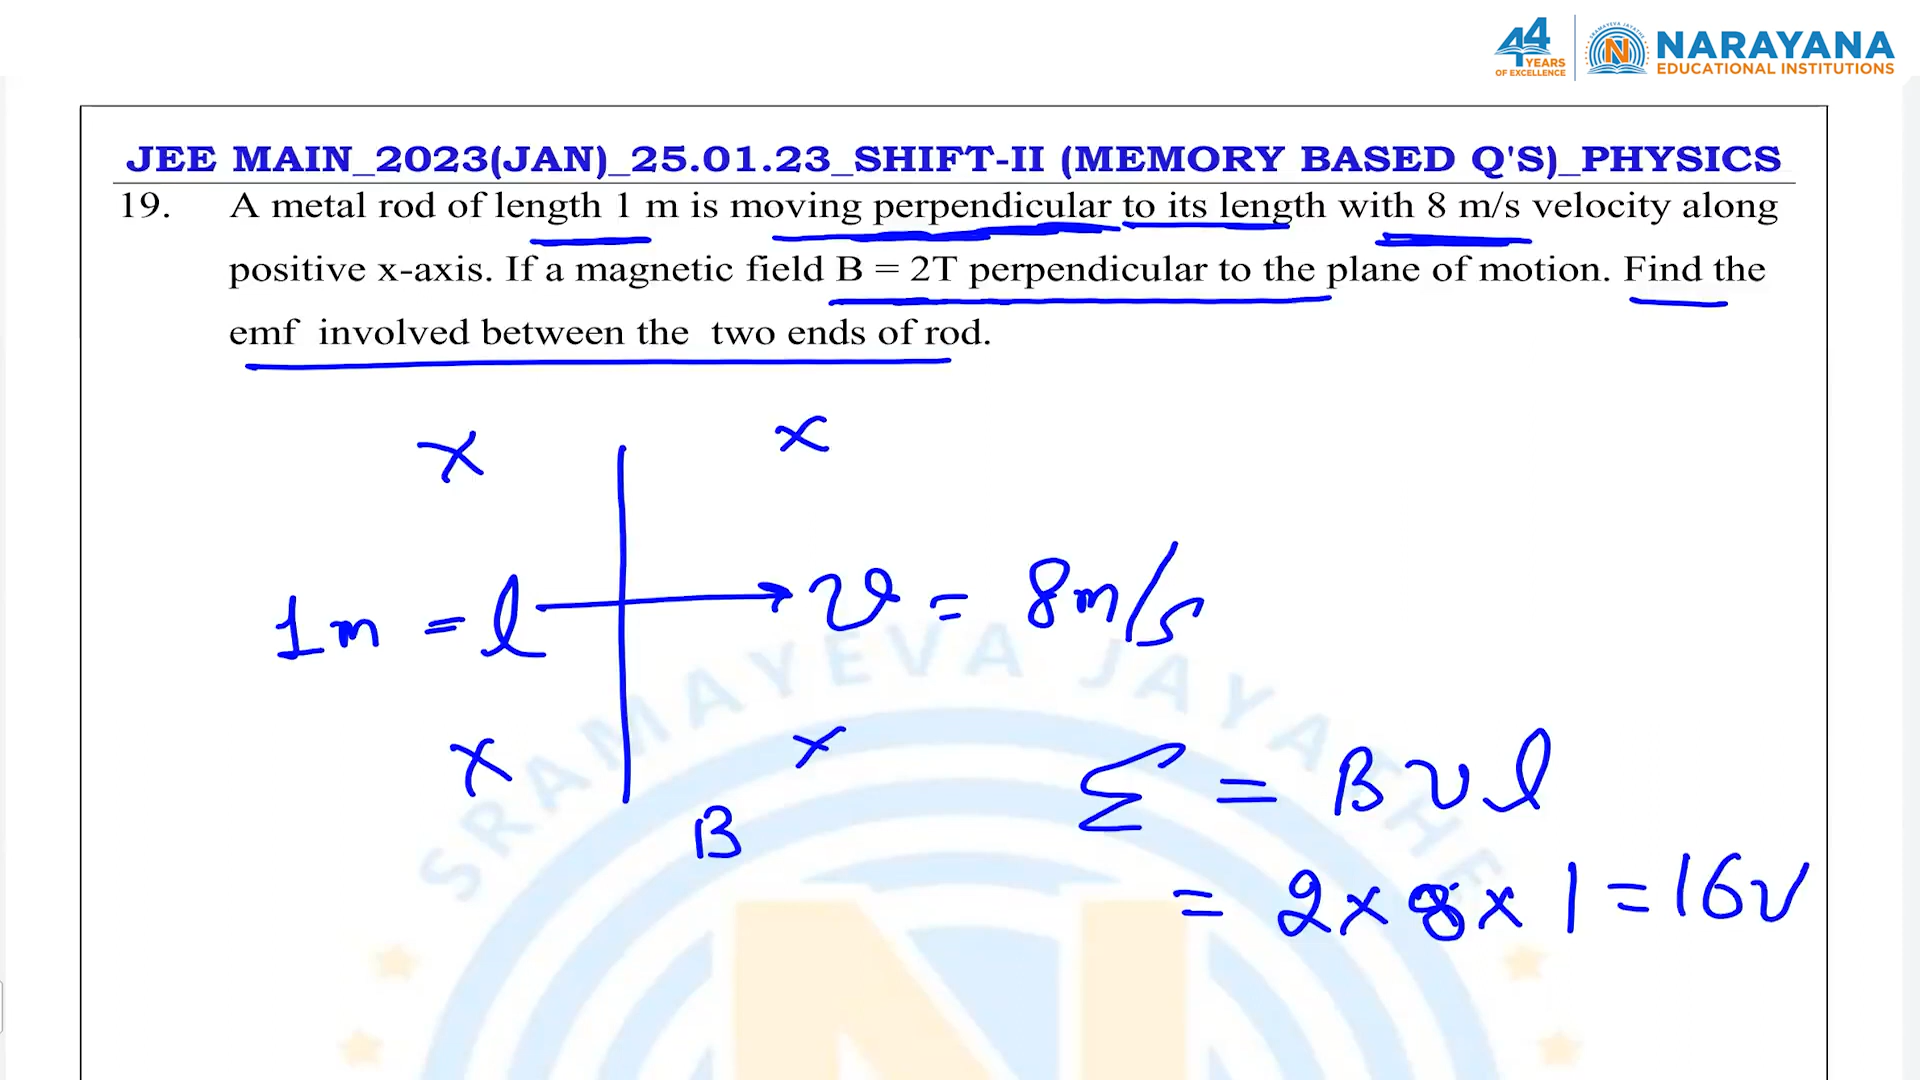 44 YEARS OF EXCELLENCE
NARAYANA
EDUCATIONAL INSTITUTIONS
JEE MAIN_2023(JAN)_25.01.23_SHIFT-II (MEMORY BASED Q'S)_PHYSICS
19. A metal rod of length 1 m is moving perpendicular to its length with 8 m/s velocity along
positive x-axis. If a magnetic field B = 2T perpendicular to the plane of motion. Find the
emf involved between the two ends of rod.
x x
1m = l v = 8m/s
x x
B
Σ = B v l
= 2 x 8 x 1 = 16v
SRAMAYEVA JAYATHE
N